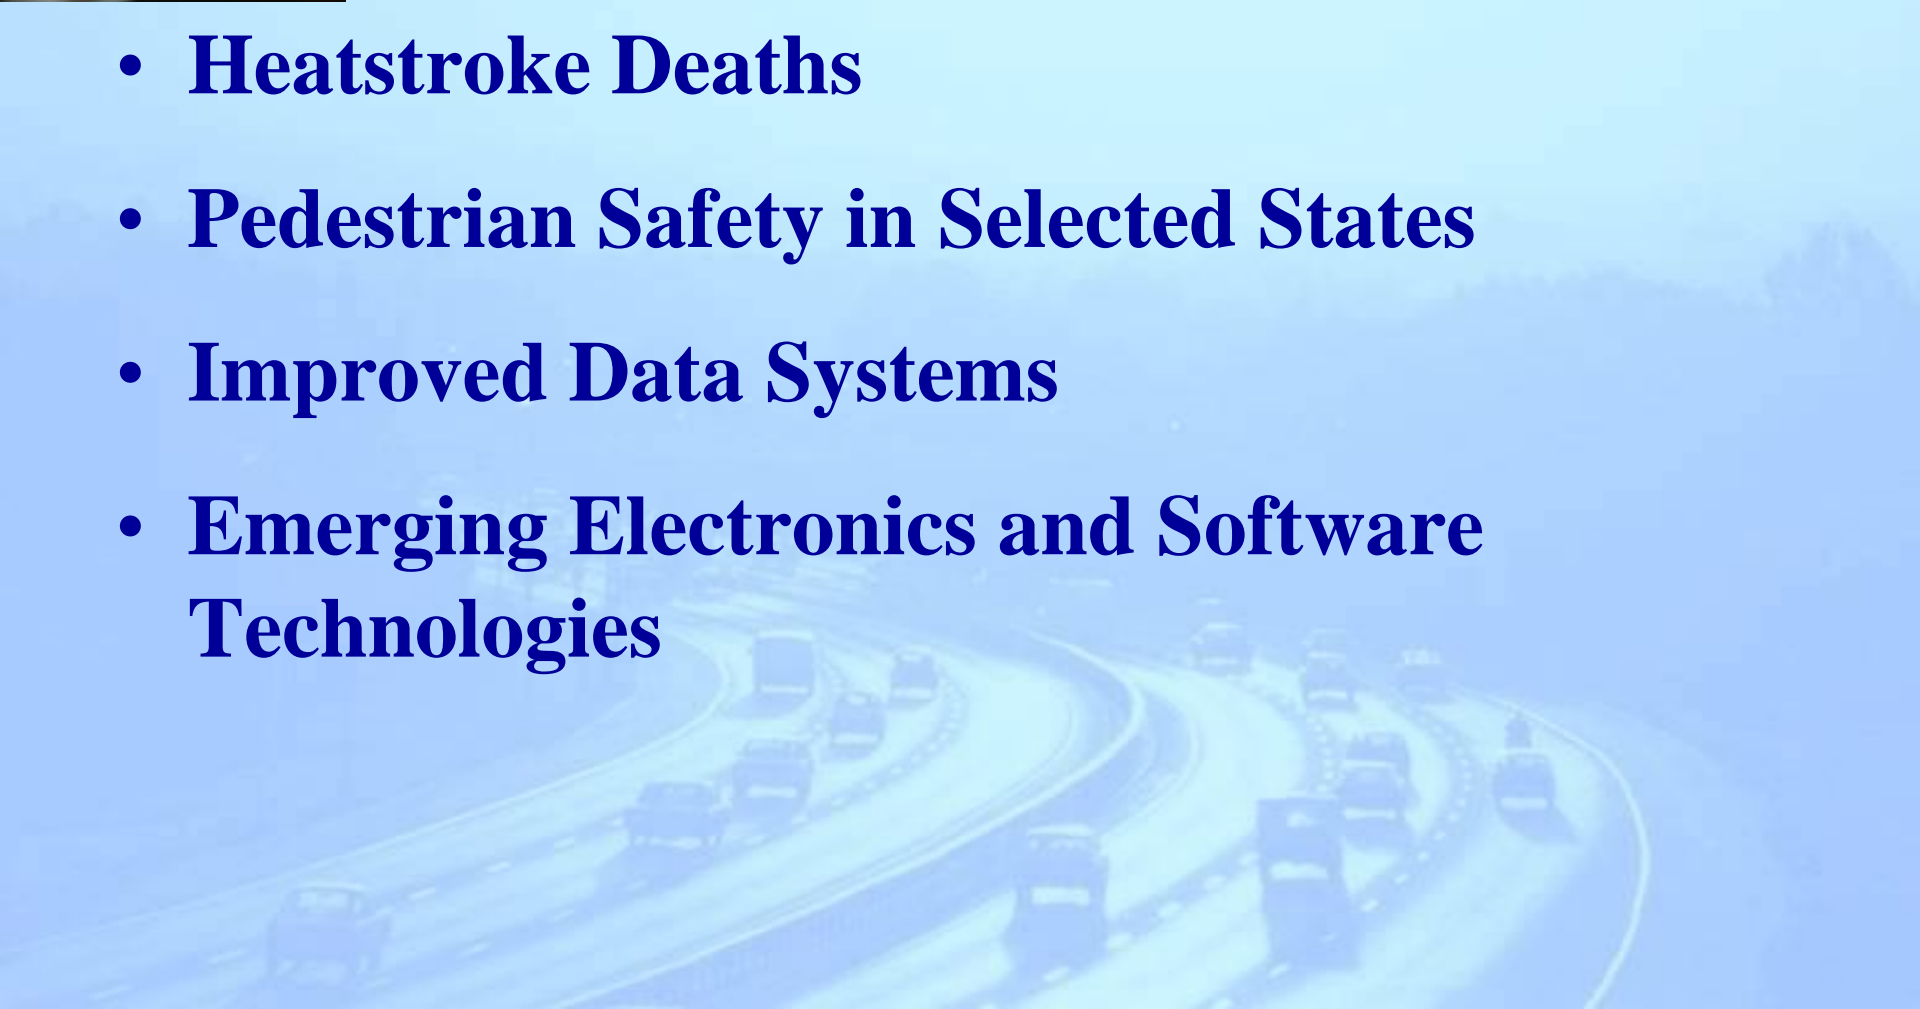 • Heatstroke Deaths
• Pedestrian Safety in Selected States
• Improved Data Systems
• Emerging Electronics and Software
Technologies